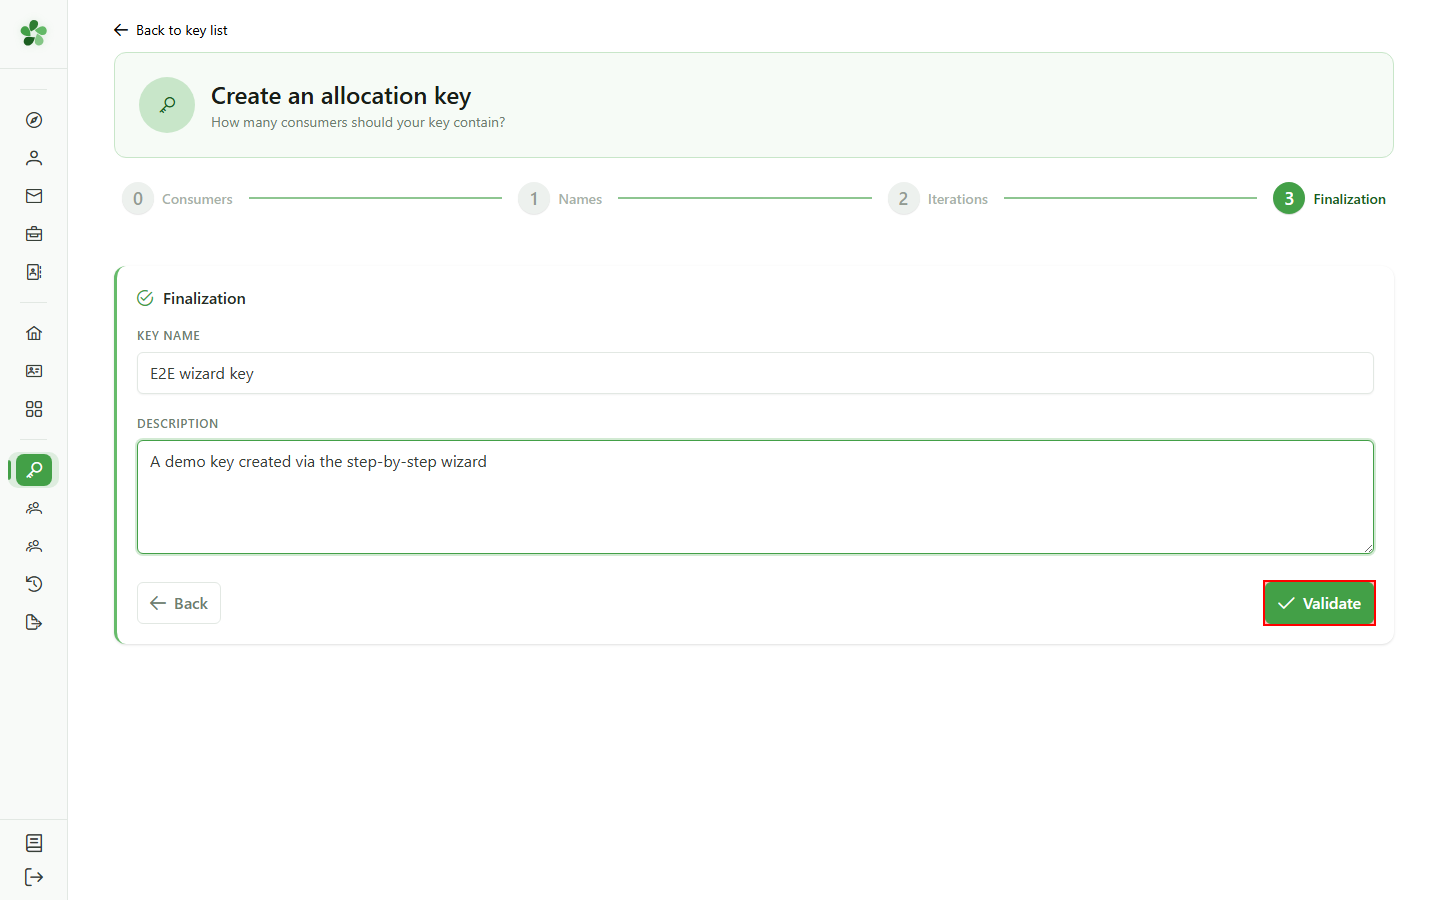 Back to key list
Create an allocation key
How many consumers should your key contain?
0 Consumers 1 Names 2 Iterations 3 Finalization
Finalization
KEY NAME
E2E wizard key
DESCRIPTION
A demo key created via the step-by-step wizard
Back
Validate